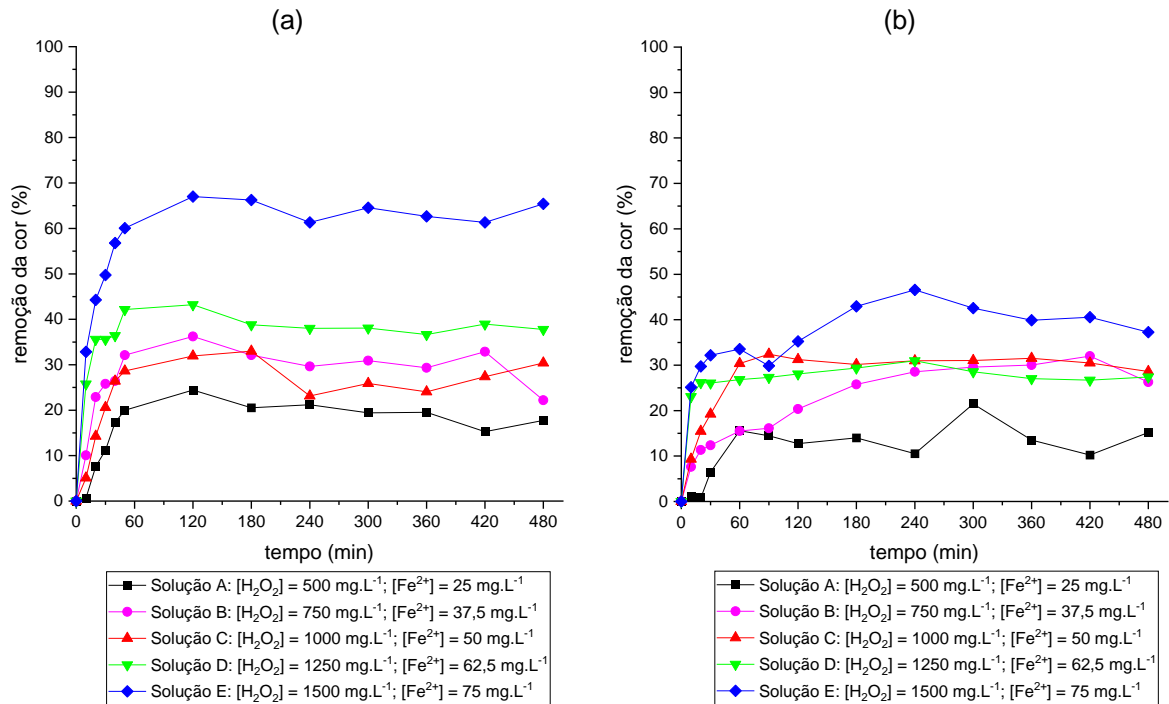 (a)
remoção da cor (%)
100
90
80
70
60
50
40
30
20
10
0
0 60 120 180 240 300 360 420 480
tempo (min)
Solução A: [H₂O₂] = 500 mg.L⁻¹; [Fe²⁺] = 25 mg.L⁻¹
Solução B: [H₂O₂] = 750 mg.L⁻¹; [Fe²⁺] = 37,5 mg.L⁻¹
Solução C: [H₂O₂] = 1000 mg.L⁻¹; [Fe²⁺] = 50 mg.L⁻¹
Solução D: [H₂O₂] = 1250 mg.L⁻¹; [Fe²⁺] = 62,5 mg.L⁻¹
Solução E: [H₂O₂] = 1500 mg.L⁻¹; [Fe²⁺] = 75 mg.L⁻¹
(b)
remoção da cor (%)
100
90
80
70
60
50
40
30
20
10
0
0 60 120 180 240 300 360 420 480
tempo (min)
Solução A: [H₂O₂] = 500 mg.L⁻¹; [Fe²⁺] = 25 mg.L⁻¹
Solução B: [H₂O₂] = 750 mg.L⁻¹; [Fe²⁺] = 37,5 mg.L⁻¹
Solução C: [H₂O₂] = 1000 mg.L⁻¹; [Fe²⁺] = 50 mg.L⁻¹
Solução D: [H₂O₂] = 1250 mg.L⁻¹; [Fe²⁺] = 62,5 mg.L⁻¹
Solução E: [H₂O₂] = 1500 mg.L⁻¹; [Fe²⁺] = 75 mg.L⁻¹